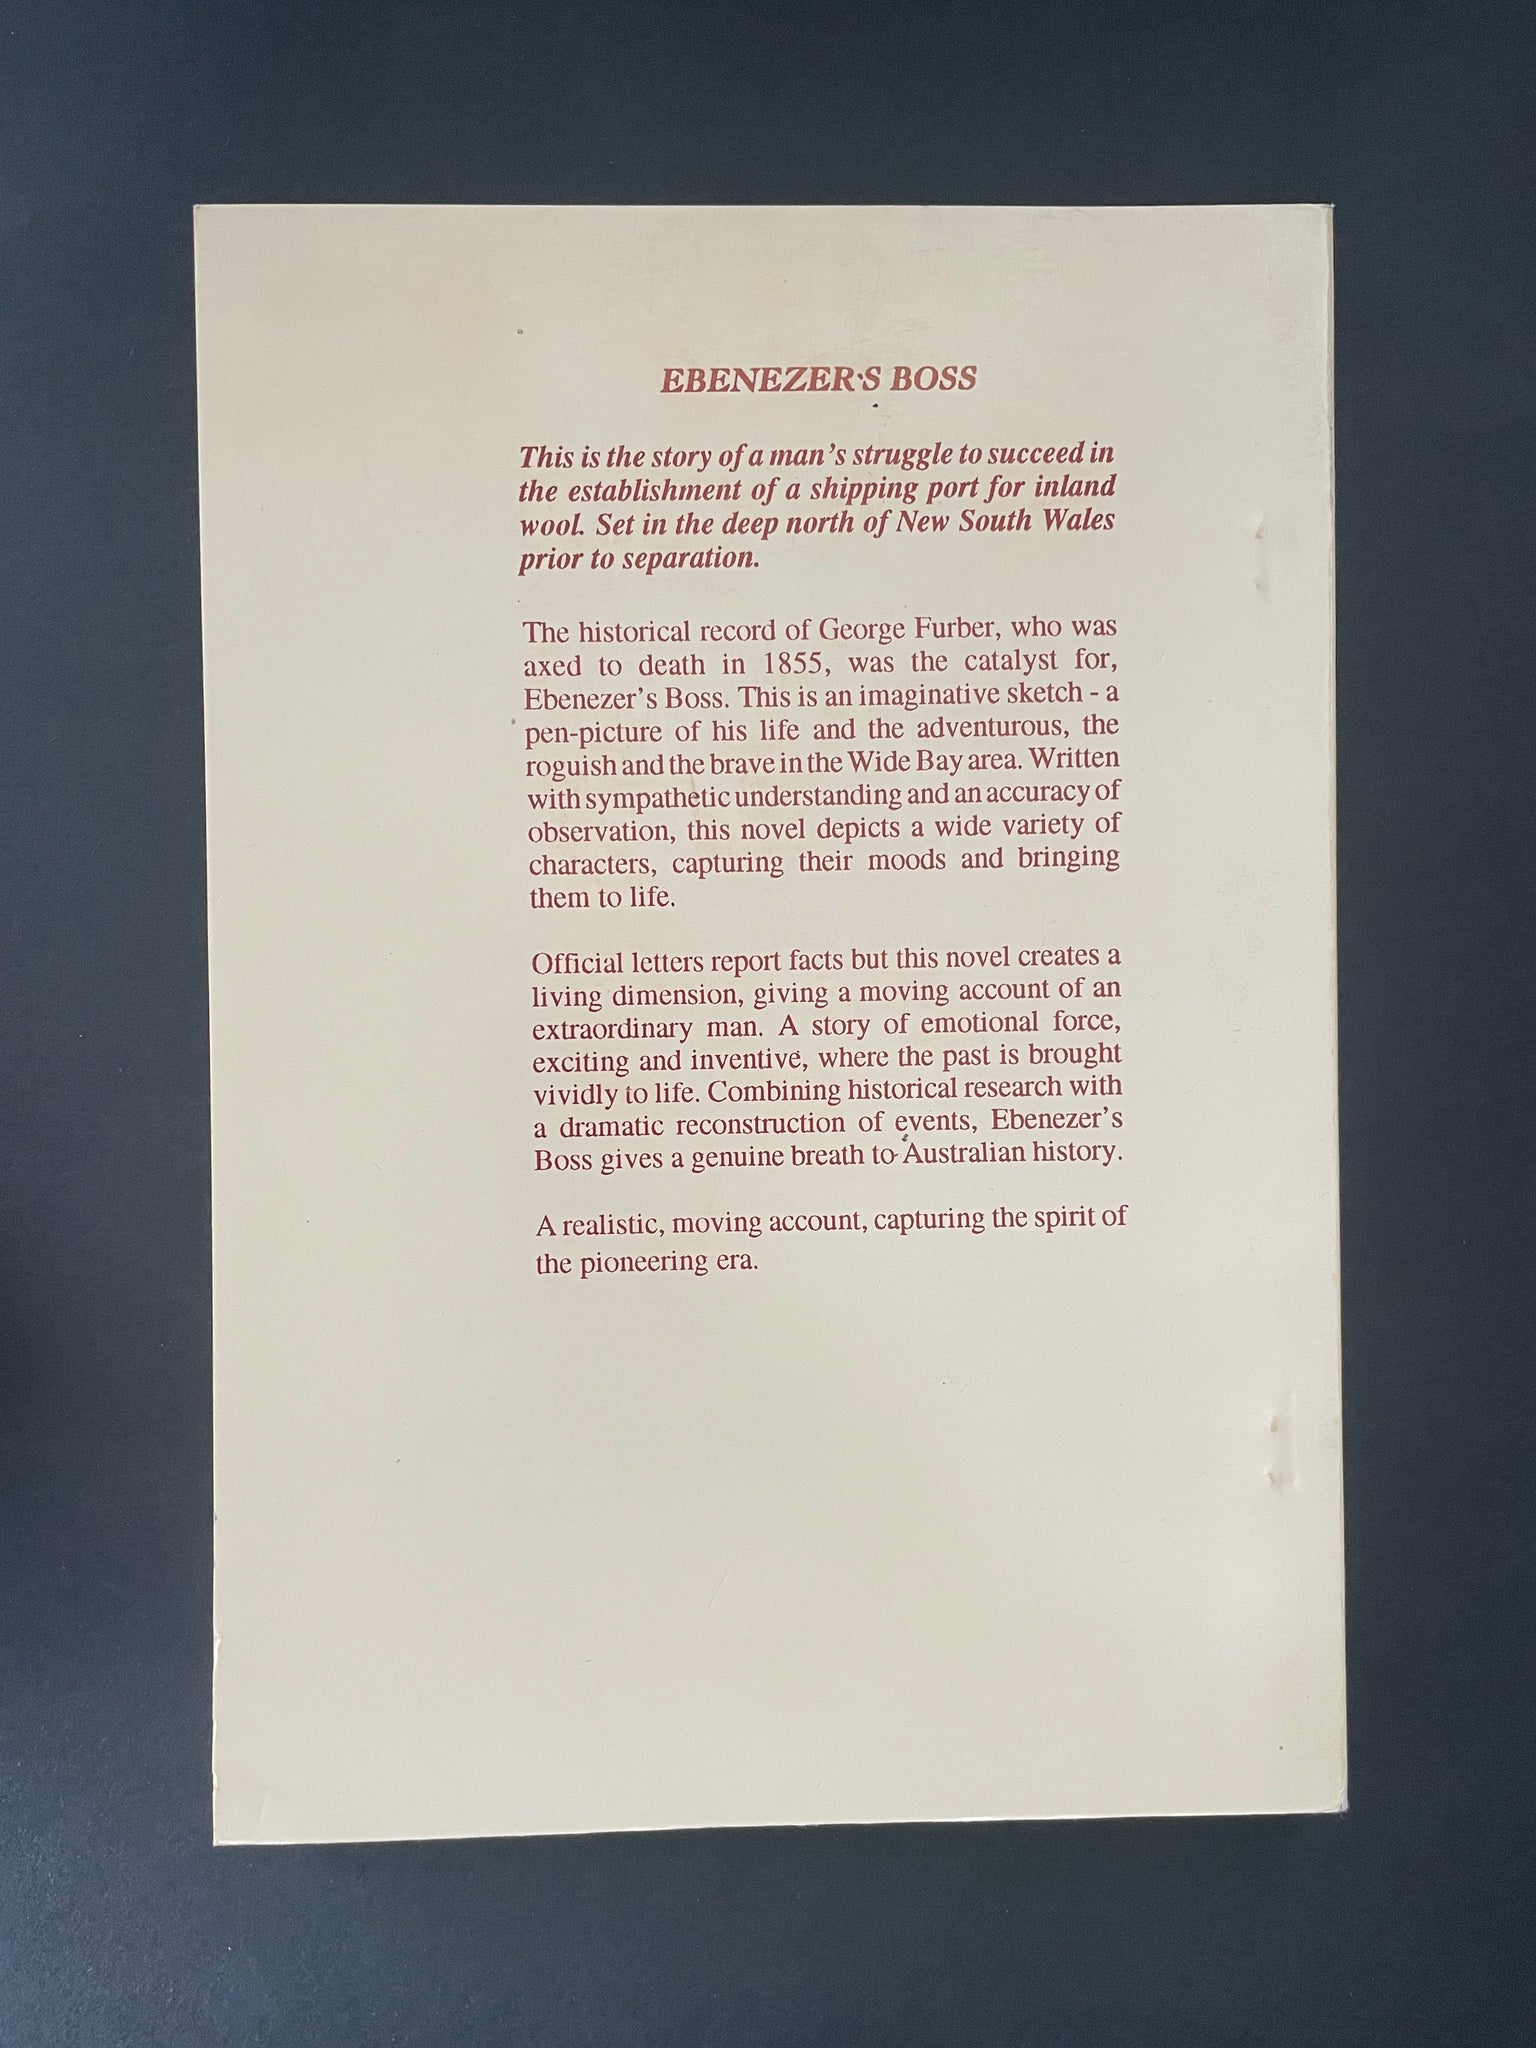 EBENEZER'S BOSS
This is the story of a man's struggle to succeed in
the establishment of a shipping port for inland
wool. Set in the deep north of New South Wales
prior to separation.
The historical record of George Furber, who was
axed to death in 1855, was the catalyst for,
Ebenezer's Boss. This is an imaginative sketch - a
pen-picture of his life and the adventurous, the
roguish and the brave in the Wide Bay area. Written
with sympathetic understanding and an accuracy of
observation, this novel depicts a wide variety of
characters, capturing their moods and bringing
them to life.
Official letters report facts but this novel creates a
living dimension, giving a moving account of an
extraordinary man. A story of emotional force,
exciting and inventive, where the past is brought
vividly to life. Combining historical research with
a dramatic reconstruction of events, Ebenezer's
Boss gives a genuine breath to Australian history.
A realistic, moving account, capturing the spirit of
the pioneering era.